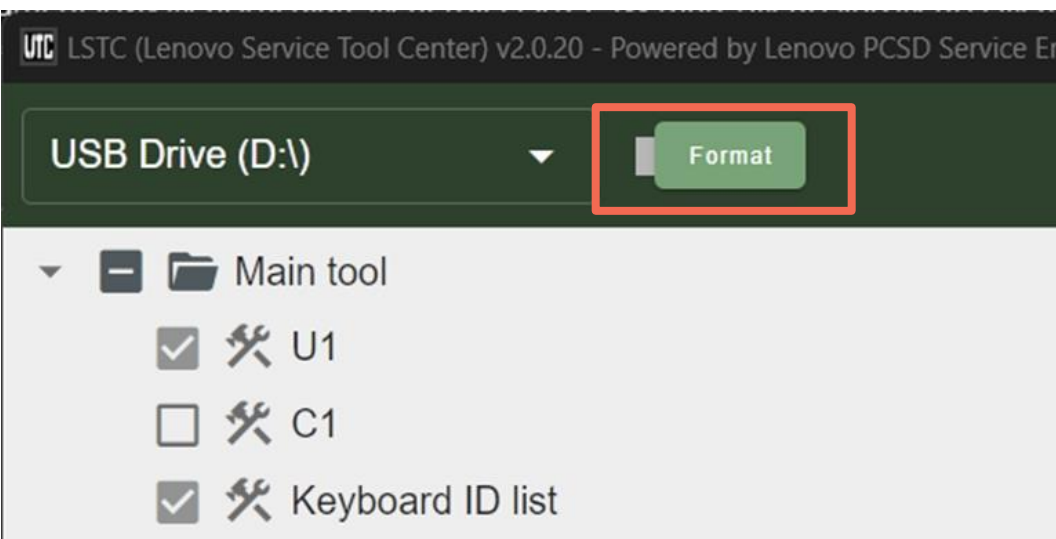 UTC LSTC (Lenovo Service Tool Center) v2.0.20 - Powered by Lenovo PCSD Service
USB Drive (D:\)
Format
Main tool
U1
C1
Keyboard ID list